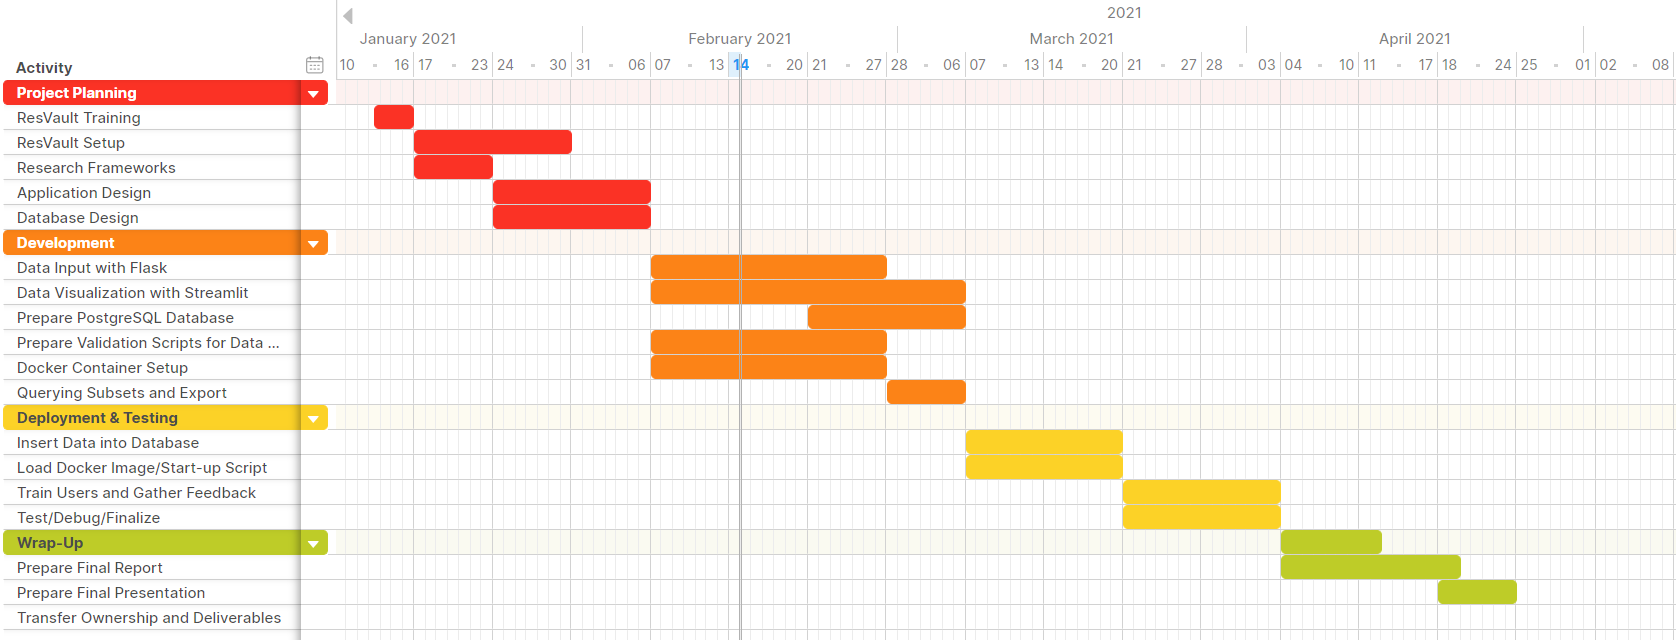 2021
January 2021 February 2021 March 2021 April 2021
Activity 10 - 16 17 - 23 24 - 30 31 - 06 07 - 13 14 - 20 21 - 27 28 - 06 07 - 13 14 - 20 21 - 27 28 - 03 04 - 10 11 - 17 18 - 24 25 - 01 02 - 08
Project Planning
ResVault Training
ResVault Setup
Research Frameworks
Application Design
Database Design
Development
Data Input with Flask
Data Visualization with Streamlit
Prepare PostgreSQL Database
Prepare Validation Scripts for Data ...
Docker Container Setup
Querying Subsets and Export
Deployment & Testing
Insert Data into Database
Load Docker Image/Start-up Script
Train Users and Gather Feedback
Test/Debug/Finalize
Wrap-Up
Prepare Final Report
Prepare Final Presentation
Transfer Ownership and Deliverables